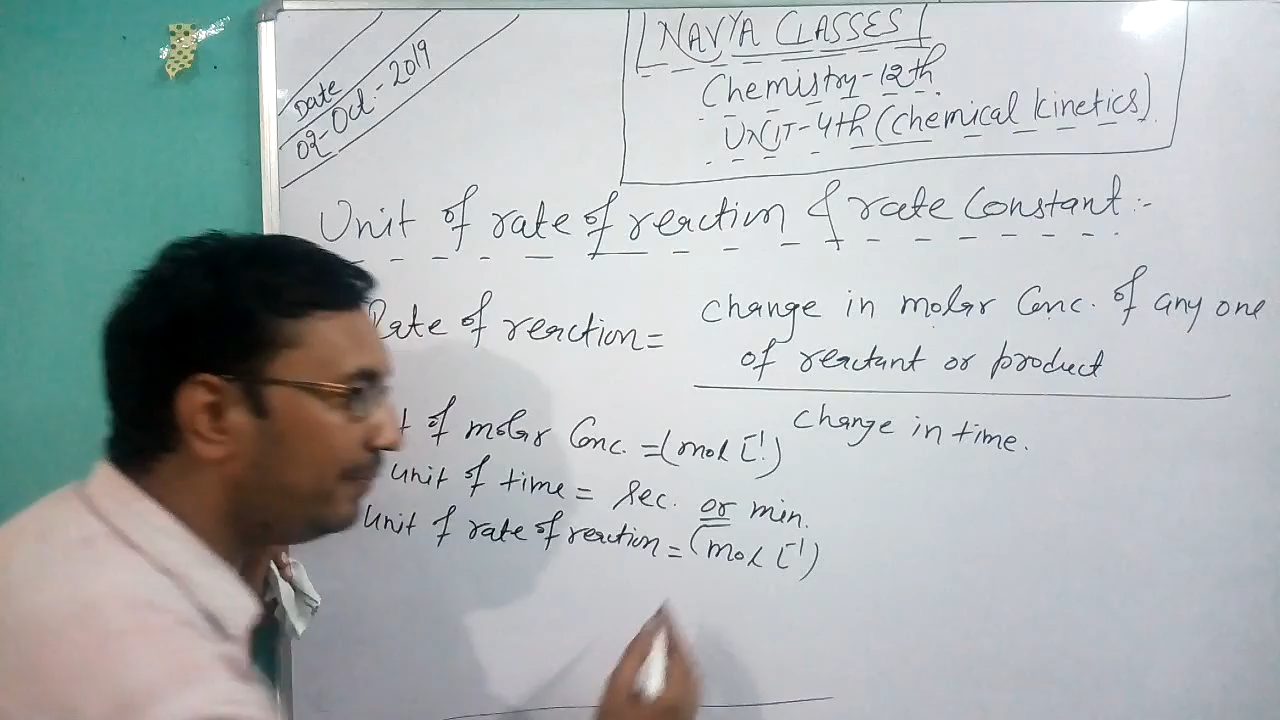 Date
02-Oct:-2019
NAVYA CLASSES
Chemistry-12th.
UNIT-4th (Chemical kinetics)
Unit of rate of reaction & rate Constant:-
Rate of reaction =
change in molar Conc. of any one
of reactant or product
change in time.
of molar Conc. = (mol L⁻¹)
Unit of time = sec. or min.
Unit of rate of reaction = (mol L⁻¹)